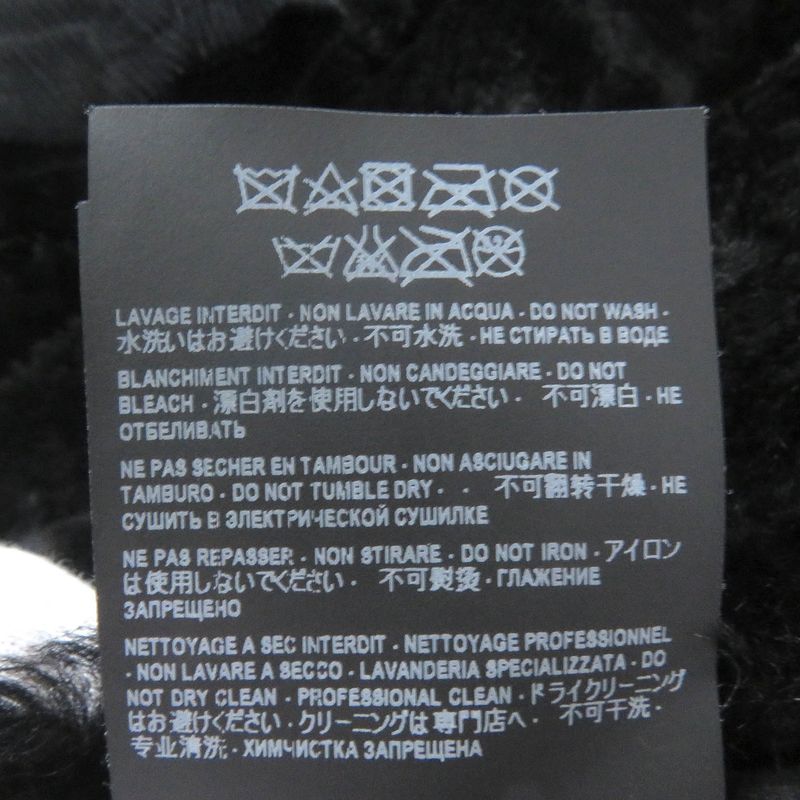 LAVAGE INTERDIT · NON LAVARE IN ACQUA · DO NOT WASH ·
水洗いはお避けください · 不可水洗 · НЕ СТИРАТЬ В ВОДЕ
BLANCHIMENT INTERDIT · NON CANDEGGIARE · DO NOT
BLEACH · 漂白剤を使用しないでください · 不可漂白 · НЕ
ОТБЕЛИВАТЬ
NE PAS SECHER EN TAMBOUR · NON ASCIUGARE IN
TAMBURO · DO NOT TUMBLE DRY · · 不可翻转干燥 · НЕ
СУШИТЬ В ЭЛЕКТРИЧЕСКОЙ СУШИЛКЕ
NE PAS REPASSER · NON STIRARE · DO NOT IRON · アイロン
は使用しないでください · 不可熨烫 · ГЛАЖЕНИЕ
ЗАПРЕЩЕНО
NETTOYAGE A SEC INTERDIT · NETTOYAGE PROFESSIONNEL
· NON LAVARE A SECCO · LAVANDERIA SPECIALIZZATA · DO
NOT DRY CLEAN · PROFESSIONAL CLEAN · ドライクリーニング
はお避けください · クリーニングは専門店へ · 不可干洗 ·
专业清洗 · ХИМЧИСТКА ЗАПРЕЩЕНА